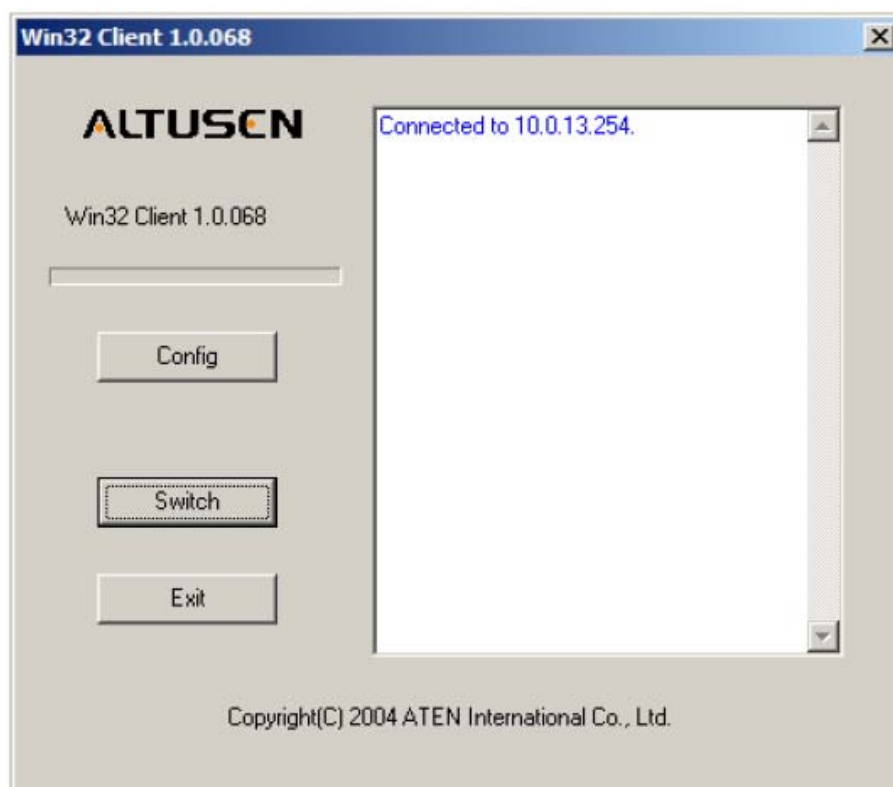 Win32 Client 1.0.068
ALTUSEN
Connected to 10.0.13.254.
Win32 Client 1.0.068
Config
Switch
Exit
Copyright(C) 2004 ATEN International Co., Ltd.